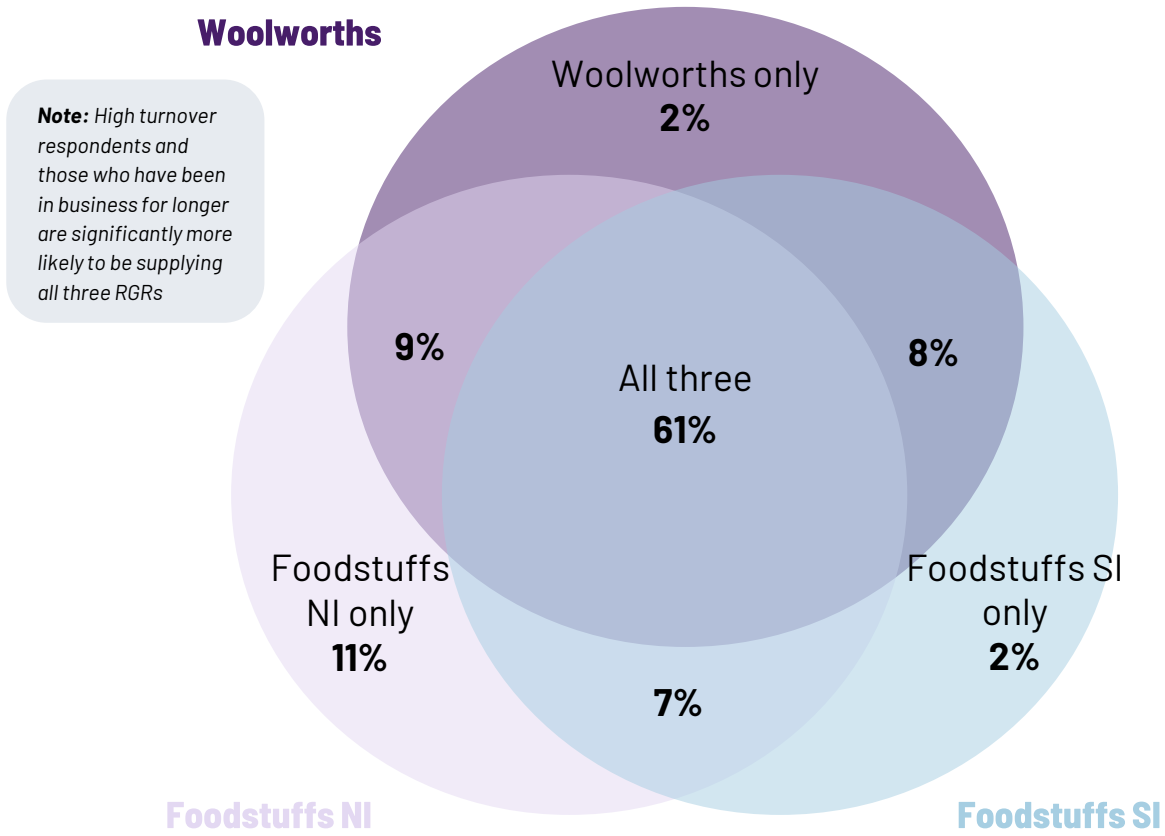 Woolworths
Note: High turnover
respondents and
those who have been
in business for longer
are significantly more
likely to be supplying
all three RGRs
Woolworths only
2%
9%
8%
All three
61%
Foodstuffs
NI only
11%
Foodstuffs SI
only
2%
7%
Foodstuffs NI
Foodstuffs SI